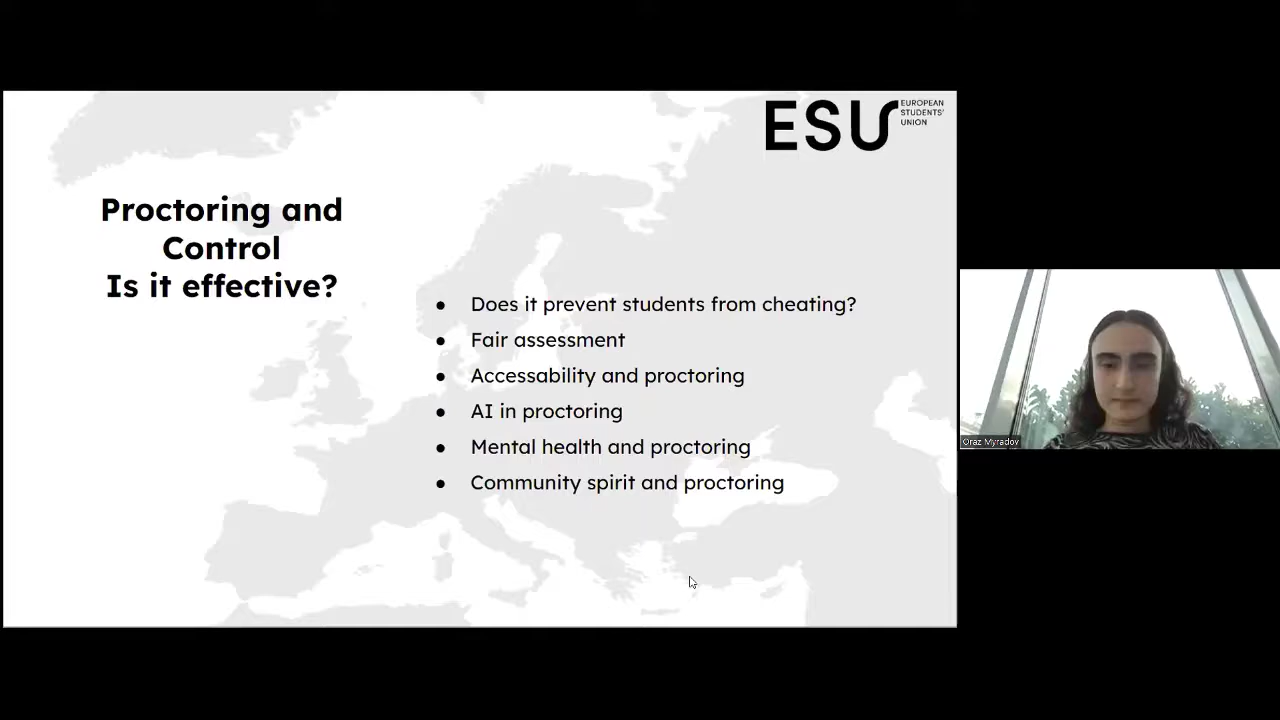 ESU EUROPEAN
STUDENTS'
UNION
Proctoring and
Control
Is it effective?
● Does it prevent students from cheating?
● Fair assessment
● Accessability and proctoring
● AI in proctoring
● Mental health and proctoring
● Community spirit and proctoring
Oraz Myradov